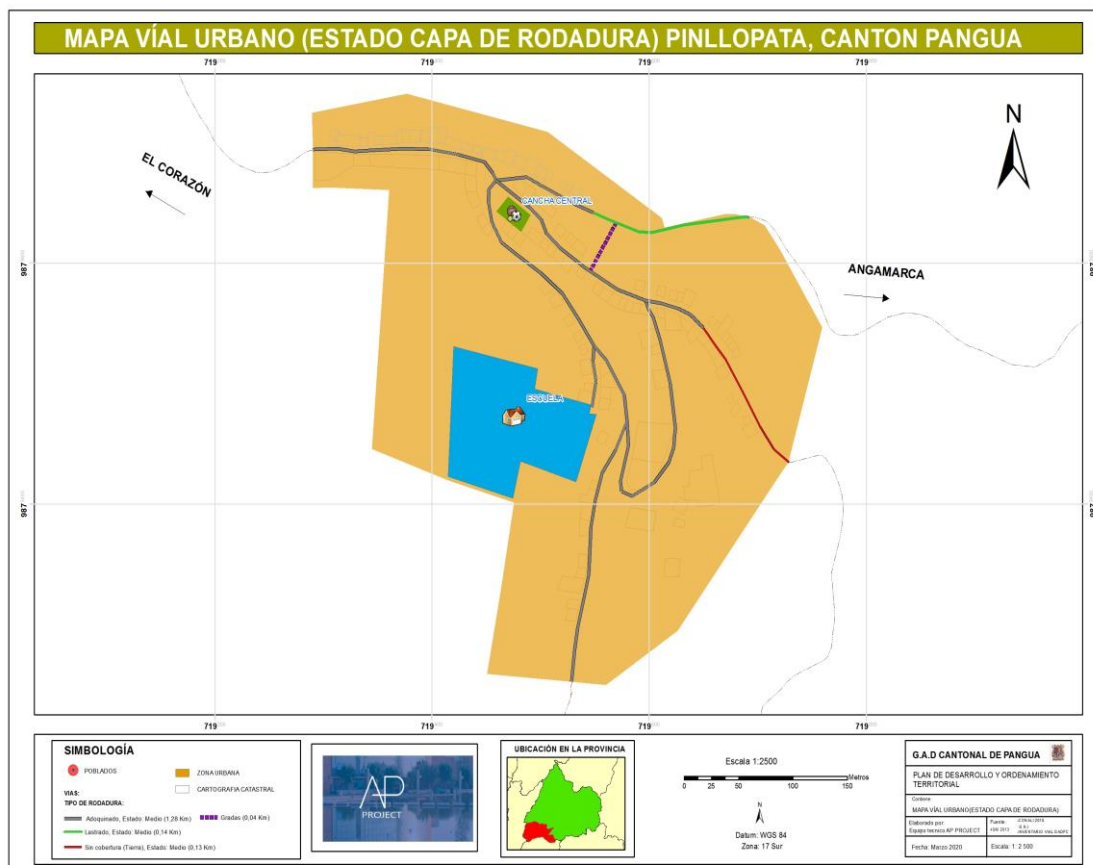 MAPA VÍAL URBANO (ESTADO CAPA DE RODADURA) PINLLOPATA, CANTON PANGUA
719 719 719 719
EL CORAZÓN
N
CANCHA CENTRAL
987 987
ANGAMARCA
ESCUELA
987 987
719 719 719 719
SIMBOLOGÍA
POBLADOS
ZONA URBANA
CARTOGRAFIA CATASTRAL
VIAS:
TIPO DE RODADURA:
Adoquinado, Estado: Medio (1,28 Km)
Grades (0,04 Km)
Lastrado, Estado: Medio (0,14 Km)
Sin cobertura (Tierra), Estado: Medio (0,13 Km)
AP
PROJECT
UBICACIÓN EN LA PROVINCIA
Escala 1:2500
Metros
0 25 50 100 150
N
Datum: WGS 84
Zona: 17 Sur
G.A.D CANTONAL DE PANGUA
PLAN DE DESARROLLO Y ORDENAMIENTO
TERRITORIAL
Contiene:
MAPA VÍAL URBANO(ESTADO CAPA DE RODADURA)
Elaborado por:
Equipo tecnico AP PROJECT
Fuente:
Fecha: Marzo 2020
Escala: 1: 2 500